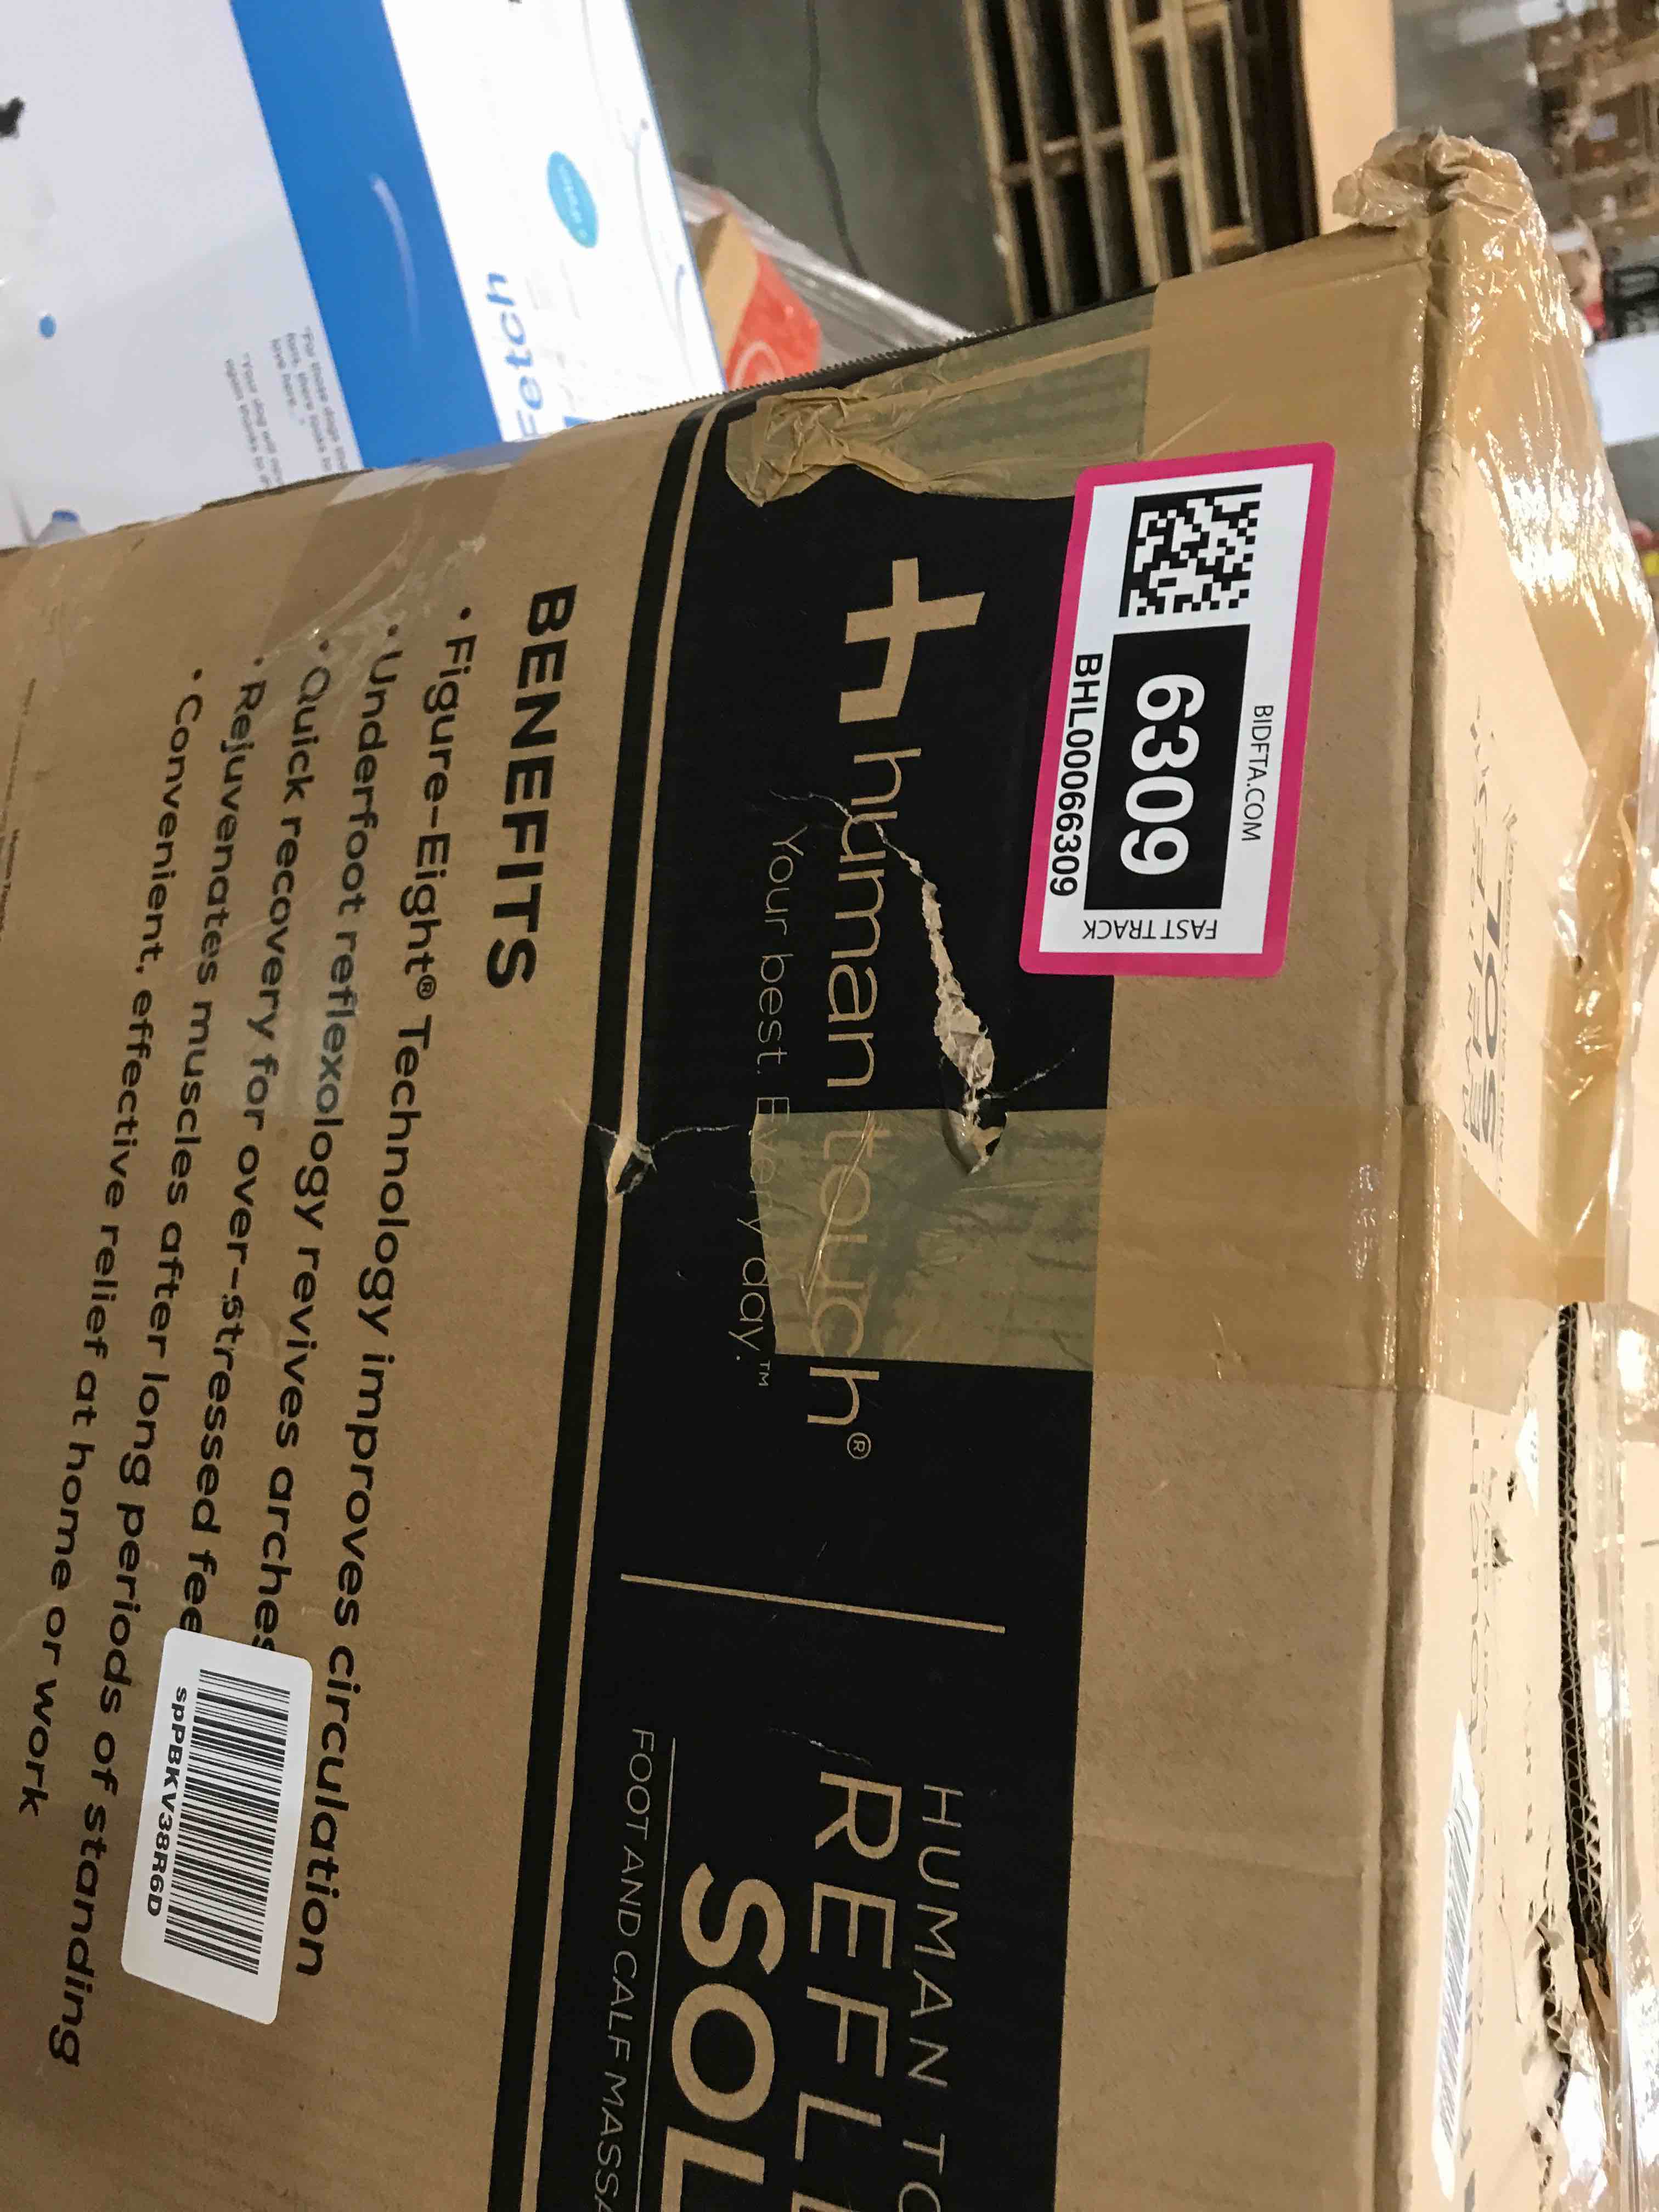 BIDFTA.COM
6309
BHL00066309
FAST TRACK
human touch®
Your best. Every day.™
HUMAN TO
REFL
SOL
FOOT AND CALF MASSA
BENEFITS
• Figure-Eight® Technology improves circulation
• Underfoot reflexology revives arches
• Quick recovery for over-stressed fee
• Rejuvenates muscles after long periods of standing
• Convenient, effective relief at home or work
sPPBKV38R6D
Fetch